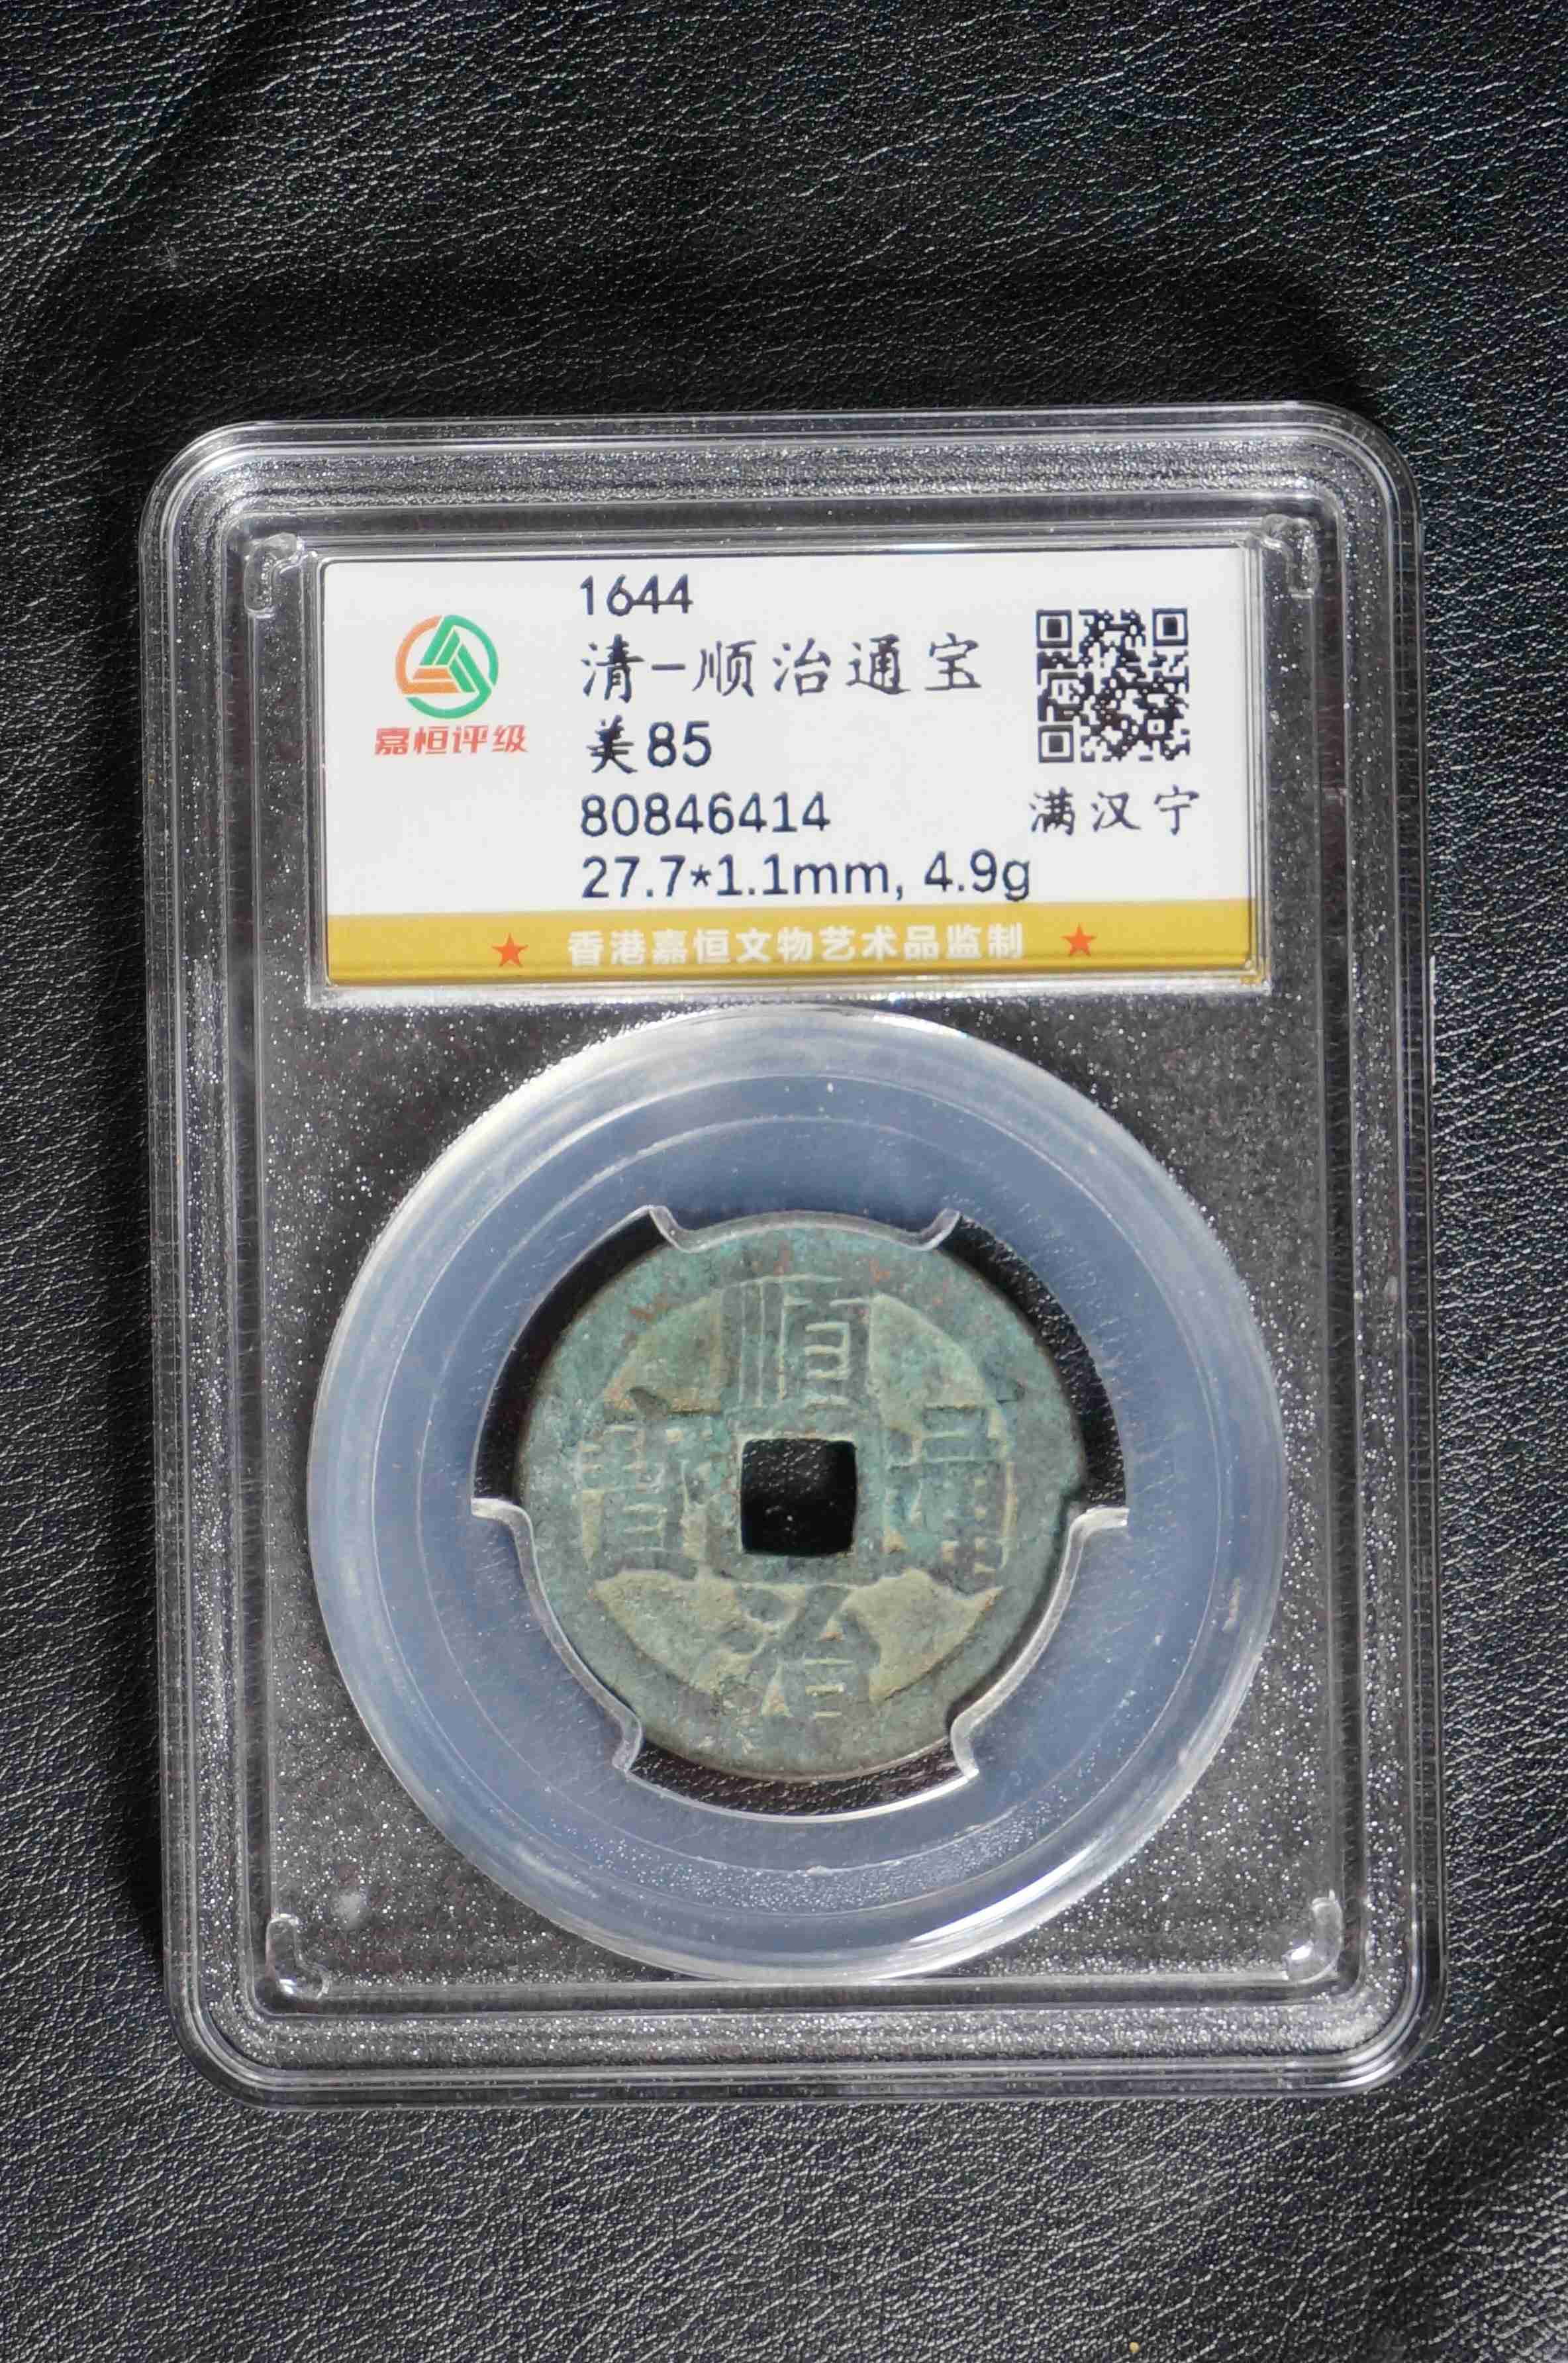 1644
清-顺治通宝
美85
80846414
27.7*1.1mm, 4.9g
嘉恒评级
满汉宁
香港嘉恒文物艺术品监制
順治通寶